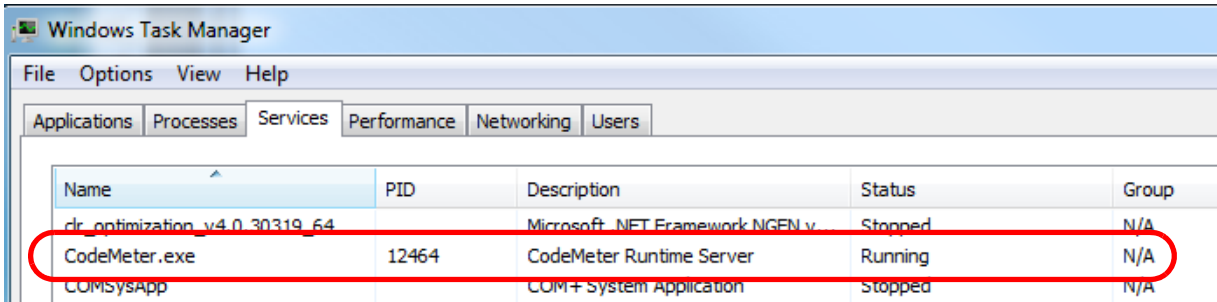 Windows Task Manager
File Options View Help
Applications Processes Services Performance Networking Users
Name PID Description Status Group
clr_optimization_v4.0.30319_64 Microsoft .NET Framework NGEN v... Stopped N/A
CodeMeter.exe 12464 CodeMeter Runtime Server Running N/A
COMSysApp COM+ System Application Stopped N/A